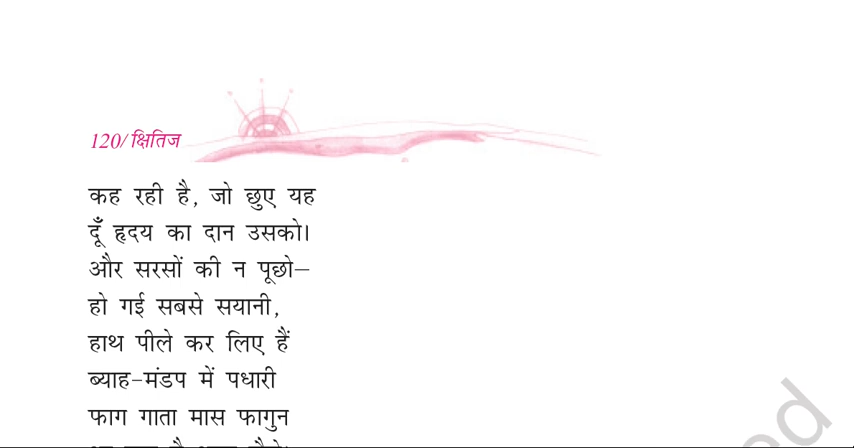 120/क्षितिज
कह रही है, जो छुए यह
दूँ हृदय का दान उसको।
और सरसों की न पूछो–
हो गई सबसे सयानी,
हाथ पीले कर लिए हैं
ब्याह-मंडप में पधारी
फाग गाता मास फागुन